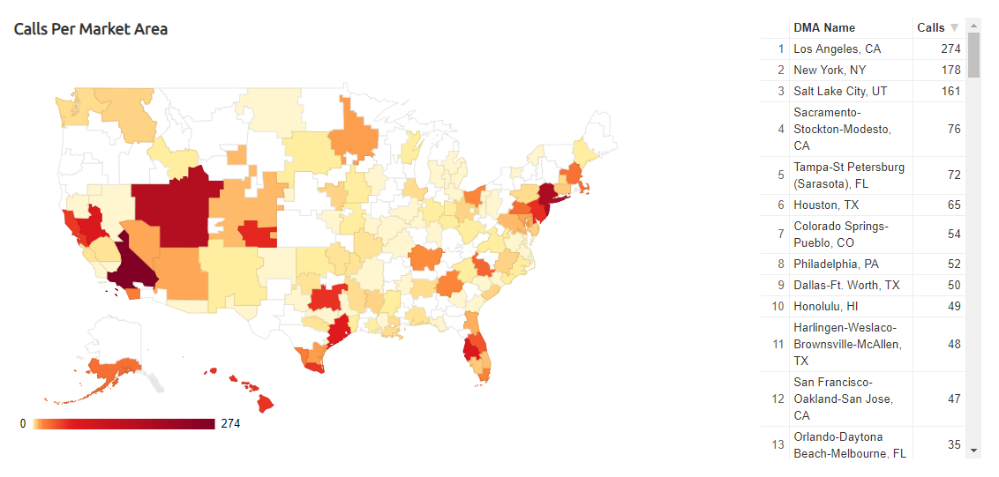 Calls Per Market Area
DMA Name Calls
1 Los Angeles, CA 274
2 New York, NY 178
3 Salt Lake City, UT 161
4 Sacramento-
Stockton-Modesto,
CA 76
5 Tampa-St Petersburg
(Sarasota), FL 72
6 Houston, TX 65
7 Colorado Springs-
Pueblo, CO 54
8 Philadelphia, PA 52
9 Dallas-Ft. Worth, TX 50
10 Honolulu, HI 49
11 Harlingen-Weslaco-
Brownsville-McAllen,
TX 48
12 San Francisco-
Oakland-San Jose,
CA 47
13 Orlando-Daytona
Beach-Melbourne, FL 35
0 274